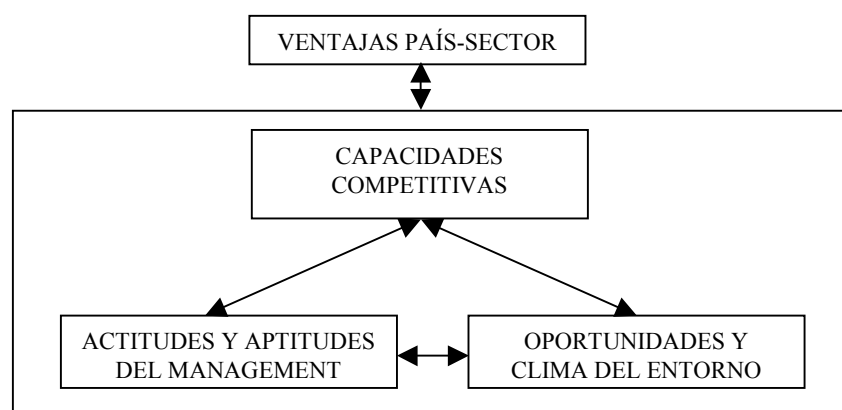 VENTAJAS PAÍS-SECTOR
CAPACIDADES
COMPETITIVAS
ACTITUDES Y APTITUDES
DEL MANAGEMENT
OPORTUNIDADES Y
CLIMA DEL ENTORNO